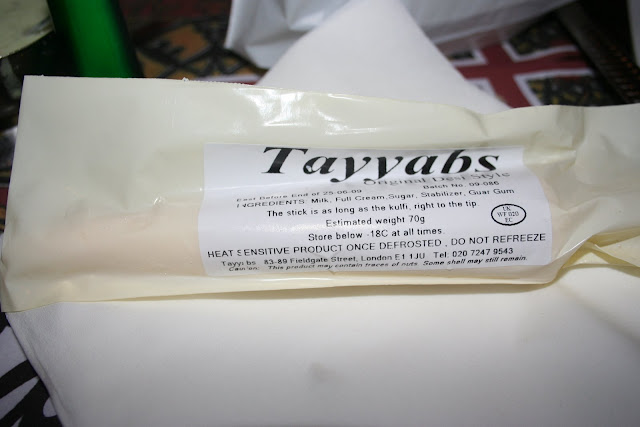 Tayyabs
Original Desi Style
Best Before End of 25-06-09 Batch No. 09-086
INGREDIENTS: Milk, Full Cream,Sugar, Stabilizer, Guar Gum
The stick is as long as the kulfi, right to the tip
Estimated weight 70g
Store below -18C at all times.
UK
WF020
EC
HEAT SENSITIVE PRODUCT ONCE DEFROSTED , DO NOT REFREEZE
Tayyabs 83-89 Fieldgate Street, London E1 1JU Tel: 020 7247 9543
Caution: This product may contain traces of nuts. Some shell may still remain.